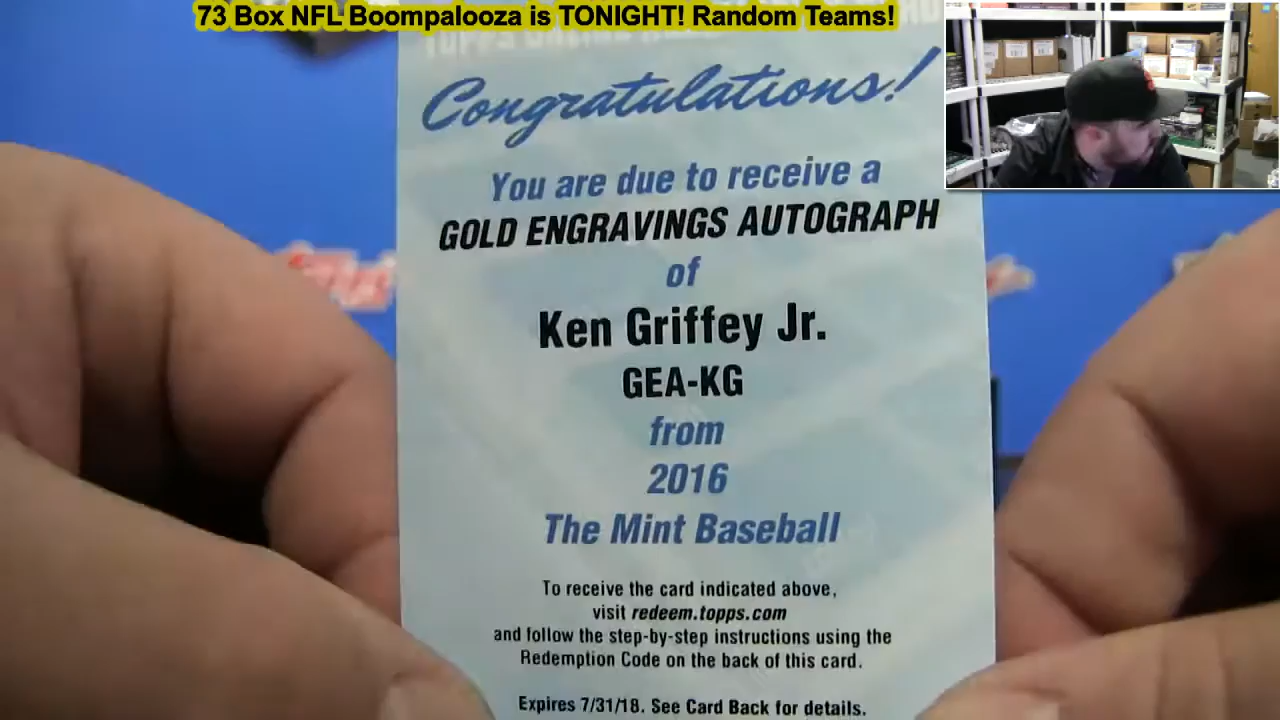 73 Box NFL Boompalooza is TONIGHT! Random Teams!
Congratulations!
You are due to receive a
GOLD ENGRAVINGS AUTOGRAPH
of
Ken Griffey Jr.
GEA-KG
from
2016
The Mint Baseball
To receive the card indicated above,
visit redeem.topps.com
and follow the step-by-step instructions using the
Redemption Code on the back of this card.
Expires 7/31/18. See Card Back for details.